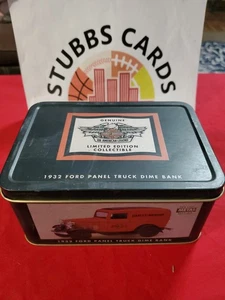 STUBBS CARDS
GENUINE
LIMITED EDITION
COLLECTIBLE
1932 FORD PANEL TRUCK DIME BANK
1932 FORD PANEL TRUCK DIME BANK